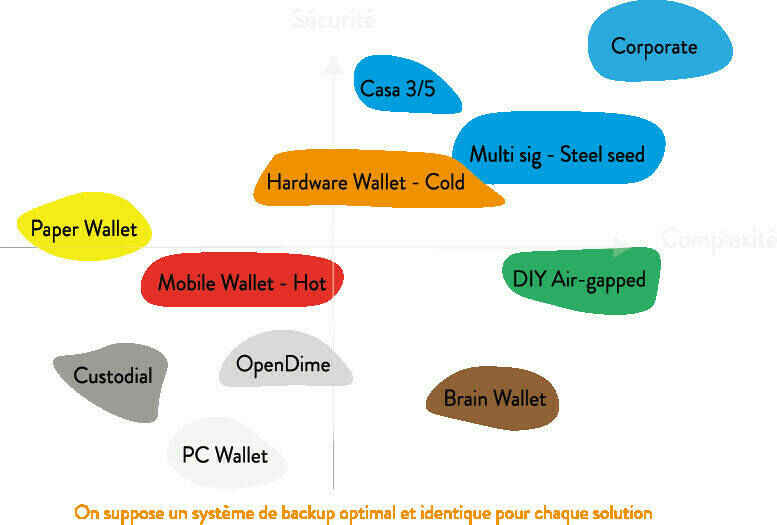 Sécurité
Corporate
Casa 3/5
Multi sig - Steel seed
Hardware Wallet - Cold
Paper Wallet
Complexité
Mobile Wallet - Hot
DIY Air-gapped
OpenDime
Custodial
Brain Wallet
PC Wallet
On suppose un système de backup optimal et identique pour chaque solution